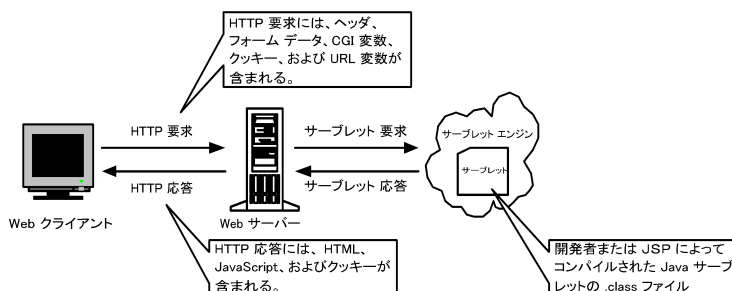 HTTP 要求には、ヘッダ、
フォーム データ、CGI 変数、
クッキー、および URL 変数が
含まれる。
HTTP 要求
サーブレット 要求
サーブレット エンジン
サーブレット
HTTP 応答
サーブレット 応答
Web クライアント
Web サーバー
HTTP 応答には、HTML、
JavaScript、およびクッキーが
含まれる。
開発者または JSP によって
コンパイルされた Java サーブ
レットの .class ファイル